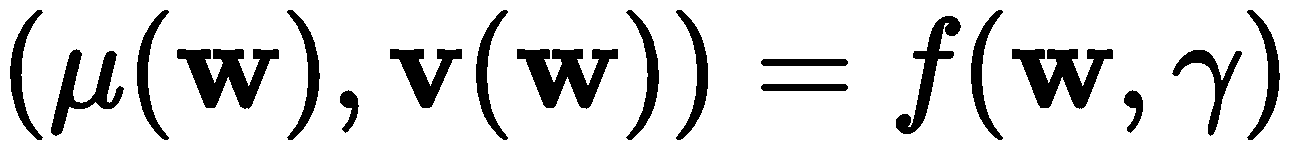 (μ(𝐰), 𝐯(𝐰)) = f(𝐰, γ)